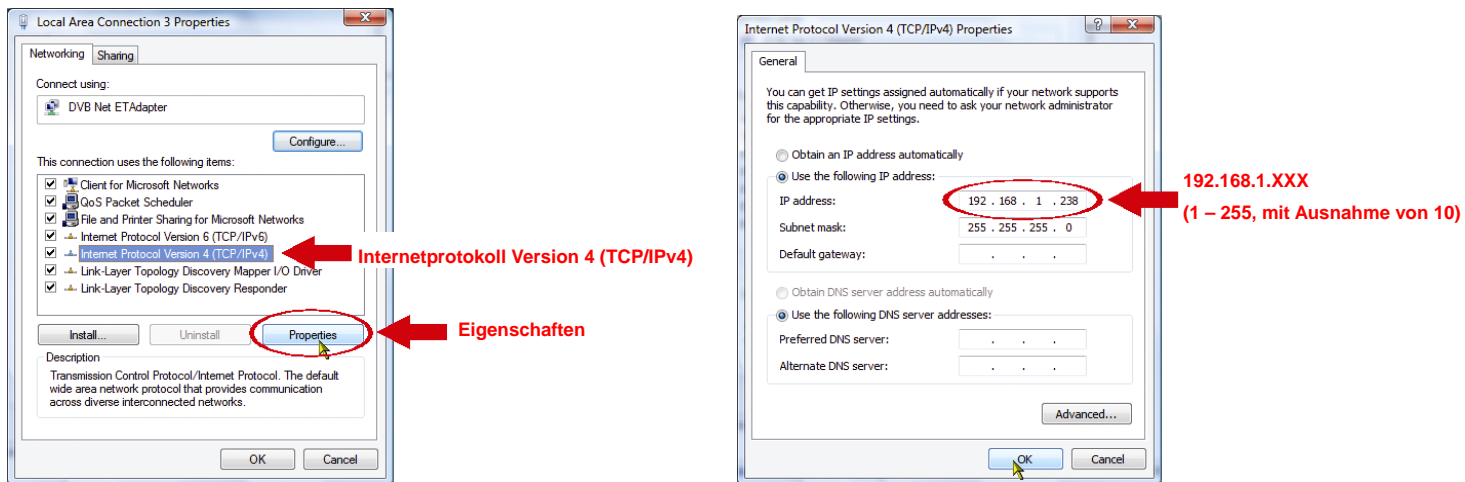 Local Area Connection 3 Properties
Networking
Sharing
Connect using:
DVB Net ETAdapter
Configure...
This connection uses the following items:
Client for Microsoft Networks
QoS Packet Scheduler
File and Printer Sharing for Microsoft Networks
Internet Protocol Version 6 (TCP/IPv6)
Internet Protocol Version 4 (TCP/IPv4)
Link-Layer Topology Discovery Mapper I/O Driver
Link-Layer Topology Discovery Responder
Internetprotokoll Version 4 (TCP/IPv4)
Install...
Uninstall
Properties
Eigenschaften
Description
Transmission Control Protocol/Internet Protocol. The default
wide area network protocol that provides communication
across diverse interconnected networks.
OK
Cancel
Internet Protocol Version 4 (TCP/IPv4) Properties
General
You can get IP settings assigned automatically if your network supports
this capability. Otherwise, you need to ask your network administrator
for the appropriate IP settings.
Obtain an IP address automatically
Use the following IP address:
IP address: 192 . 168 . 1 . 238
Subnet mask: 255 . 255 . 255 . 0
Default gateway: . . .
192.168.1.XXX
(1 – 255, mit Ausnahme von 10)
Obtain DNS server address automatically
Use the following DNS server addresses:
Preferred DNS server: . . .
Alternate DNS server: . . .
Advanced...
OK
Cancel